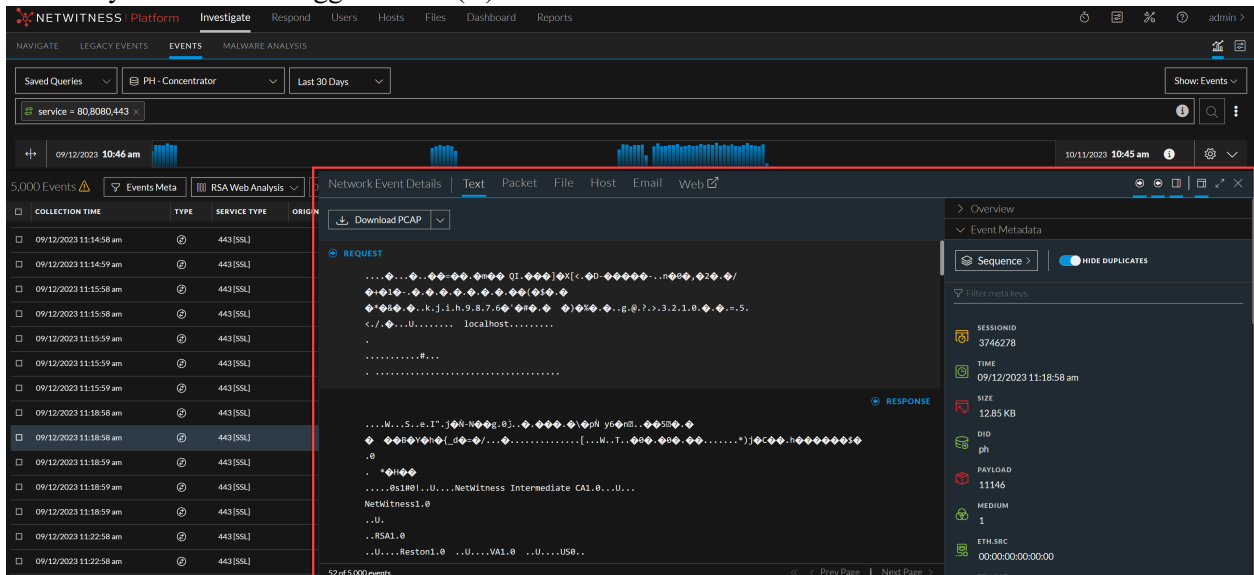 NETWITNESS Platform Investigate Respond Users Hosts Files Dashboard Reports admin >
NAVIGATE LEGACY EVENTS EVENTS MALWARE ANALYSIS
Saved Queries PH - Concentrator Last 30 Days Show: Events
service = 80,8080,443 ×
09/12/2023 10:46 am 10/11/2023 10:45 am
5,000 Events Events Meta RSA Web Analysis
COLLECTION TIME TYPE SERVICE TYPE ORIGIN
09/12/2023 11:14:58 am 443 [SSL]
09/12/2023 11:14:59 am 443 [SSL]
09/12/2023 11:15:58 am 443 [SSL]
09/12/2023 11:15:58 am 443 [SSL]
09/12/2023 11:15:59 am 443 [SSL]
09/12/2023 11:15:59 am 443 [SSL]
09/12/2023 11:15:59 am 443 [SSL]
09/12/2023 11:18:58 am 443 [SSL]
09/12/2023 11:18:58 am 443 [SSL]
09/12/2023 11:18:59 am 443 [SSL]
09/12/2023 11:18:59 am 443 [SSL]
09/12/2023 11:18:59 am 443 [SSL]
09/12/2023 11:22:58 am 443 [SSL]
09/12/2023 11:22:58 am 443 [SSL]
Network Event Details Text Packet File Host Email Web
Download PCAP
REQUEST
<./.�...U........ localhost.........
.
...........#...
RESPONSE
.0
. *�H��
.....0s1#0!..U....NetWitness Intermediate CA1.0...U...
NetWitness1.0
..U.
..RSA1.0
..U....Reston1.0 ..U....VA1.0 ..U....US0..
52 of 5,000 events << < Prev Page | Next Page >
> Overview
Event Metadata
Sequence > HIDE DUPLICATES
Filter meta keys
SESSIONID
3746278
TIME
09/12/2023 11:18:58 am
SIZE
12.85 KB
DID
ph
PAYLOAD
11146
MEDIUM
1
ETH.SRC
00:00:00:00:00:00